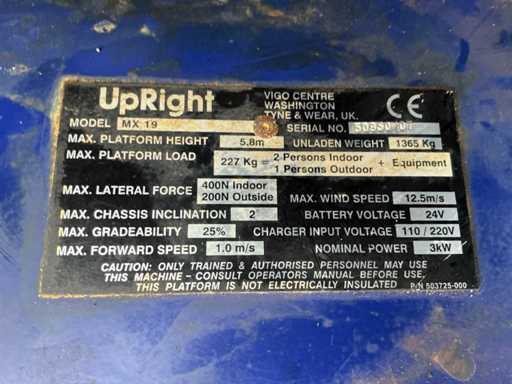 UpRight
VIGO CENTRE
WASHINGTON
TYNE & WEAR, UK.
CE
MODEL MX 19
SERIAL NO.
MAX. PLATFORM HEIGHT 5.8m
UNLADEN WEIGHT 1365 Kg
MAX. PLATFORM LOAD 227 Kg = 2 Persons Indoor 1 Persons Outdoor + Equipment
MAX. LATERAL FORCE 400N Indoor 200N Outside
MAX. WIND SPEED 12.5m/s
MAX. CHASSIS INCLINATION 2
BATTERY VOLTAGE 24V
MAX. GRADEABILITY 25%
CHARGER INPUT VOLTAGE 110 / 220V
MAX. FORWARD SPEED 1.0 m/s
NOMINAL POWER 3kW
CAUTION: ONLY TRAINED & AUTHORISED PERSONNEL MAY USE
THIS MACHINE - CONSULT OPERATORS MANUAL BEFORE USE.
THIS PLATFORM IS NOT ELECTRICALLY INSULATED
P/N 503725-000